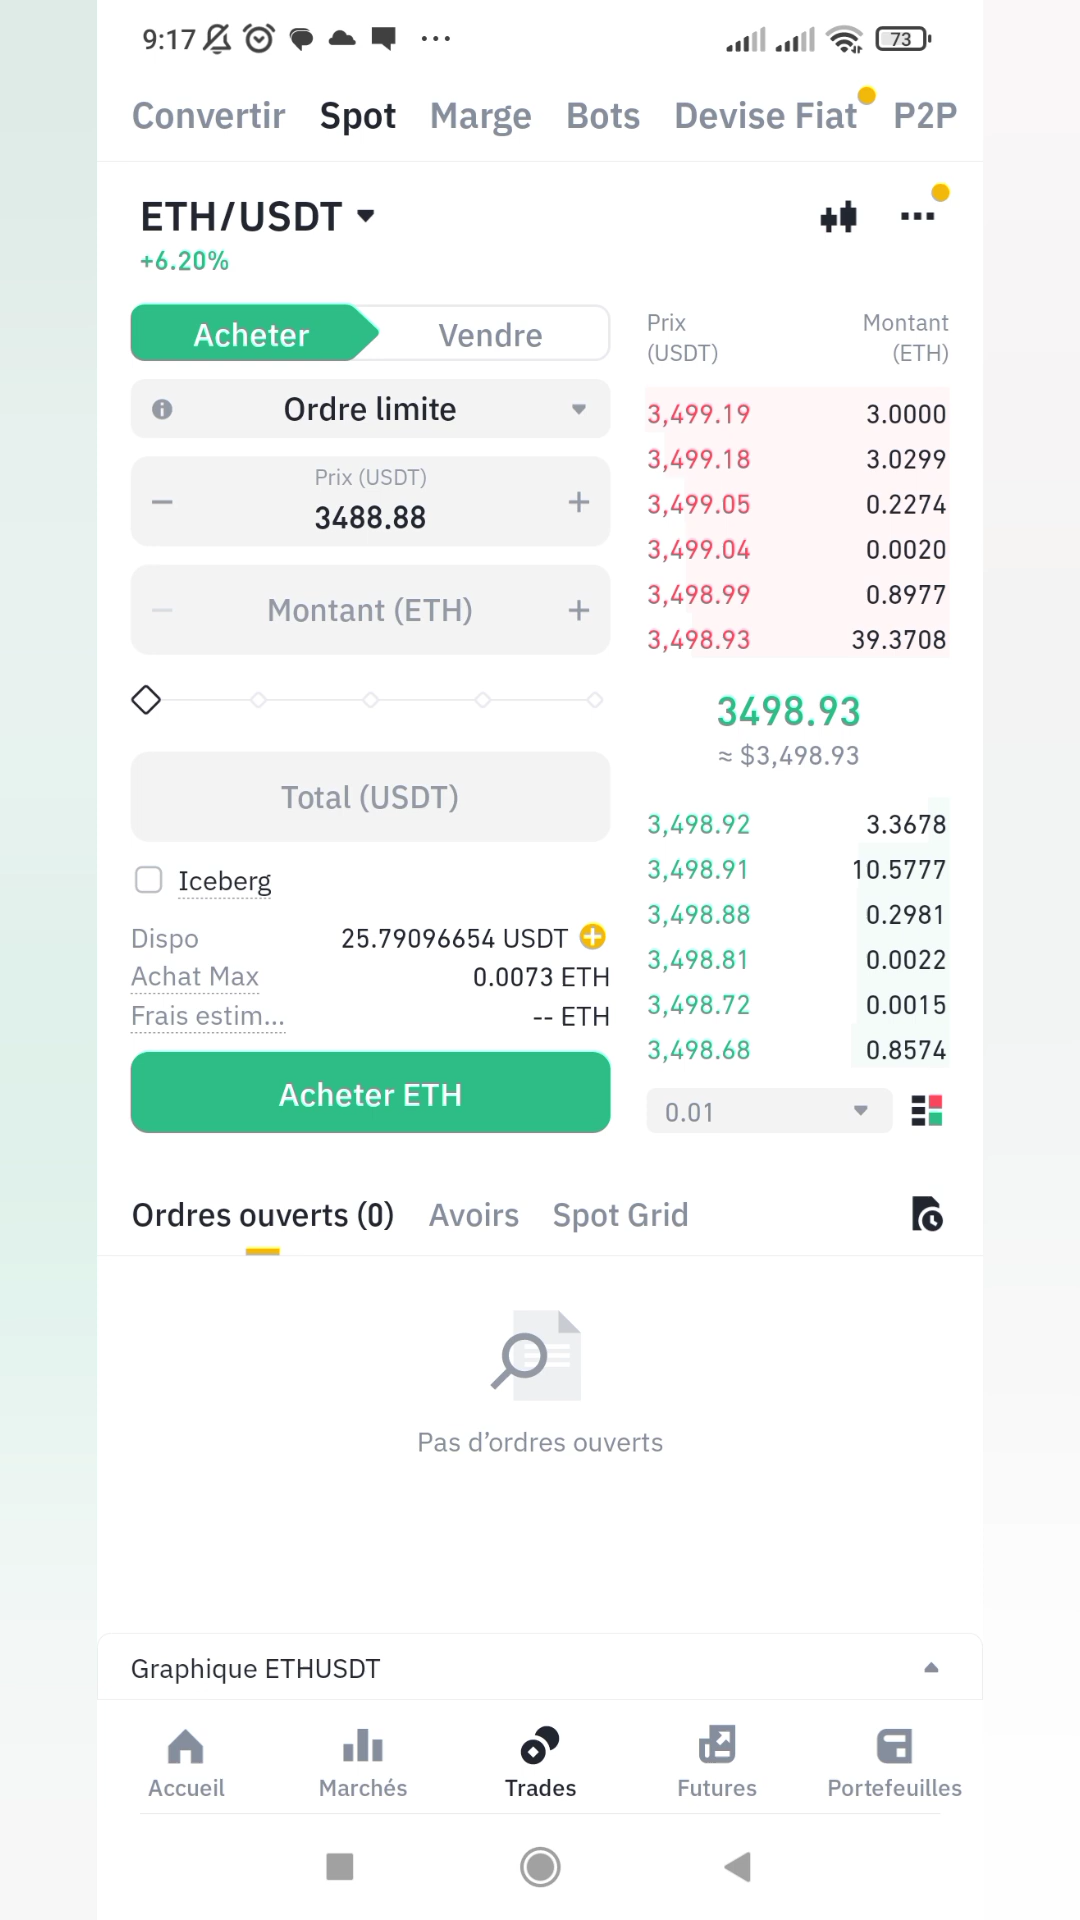 9:17
73
Convertir Spot Marge Bots Devise Fiat P2P
ETH/USDT
+6.20%
Acheter Vendre
Ordre limite
Prix (USDT)
3488.88
Montant (ETH)
Total (USDT)
Iceberg
Dispo 25.79096654 USDT
Achat Max 0.0073 ETH
Frais estim... -- ETH
Acheter ETH
Prix Montant
(USDT) (ETH)
3,499.19 3.0000
3,499.18 3.0299
3,499.05 0.2274
3,499.04 0.0020
3,498.99 0.8977
3,498.93 39.3708
3498.93
≈ $3,498.93
3,498.92 3.3678
3,498.91 10.5777
3,498.88 0.2981
3,498.81 0.0022
3,498.72 0.0015
3,498.68 0.8574
0.01
Ordres ouverts (0) Avoirs Spot Grid
Pas d’ordres ouverts
Graphique ETHUSDT
Accueil Marchés Trades Futures Portefeuilles